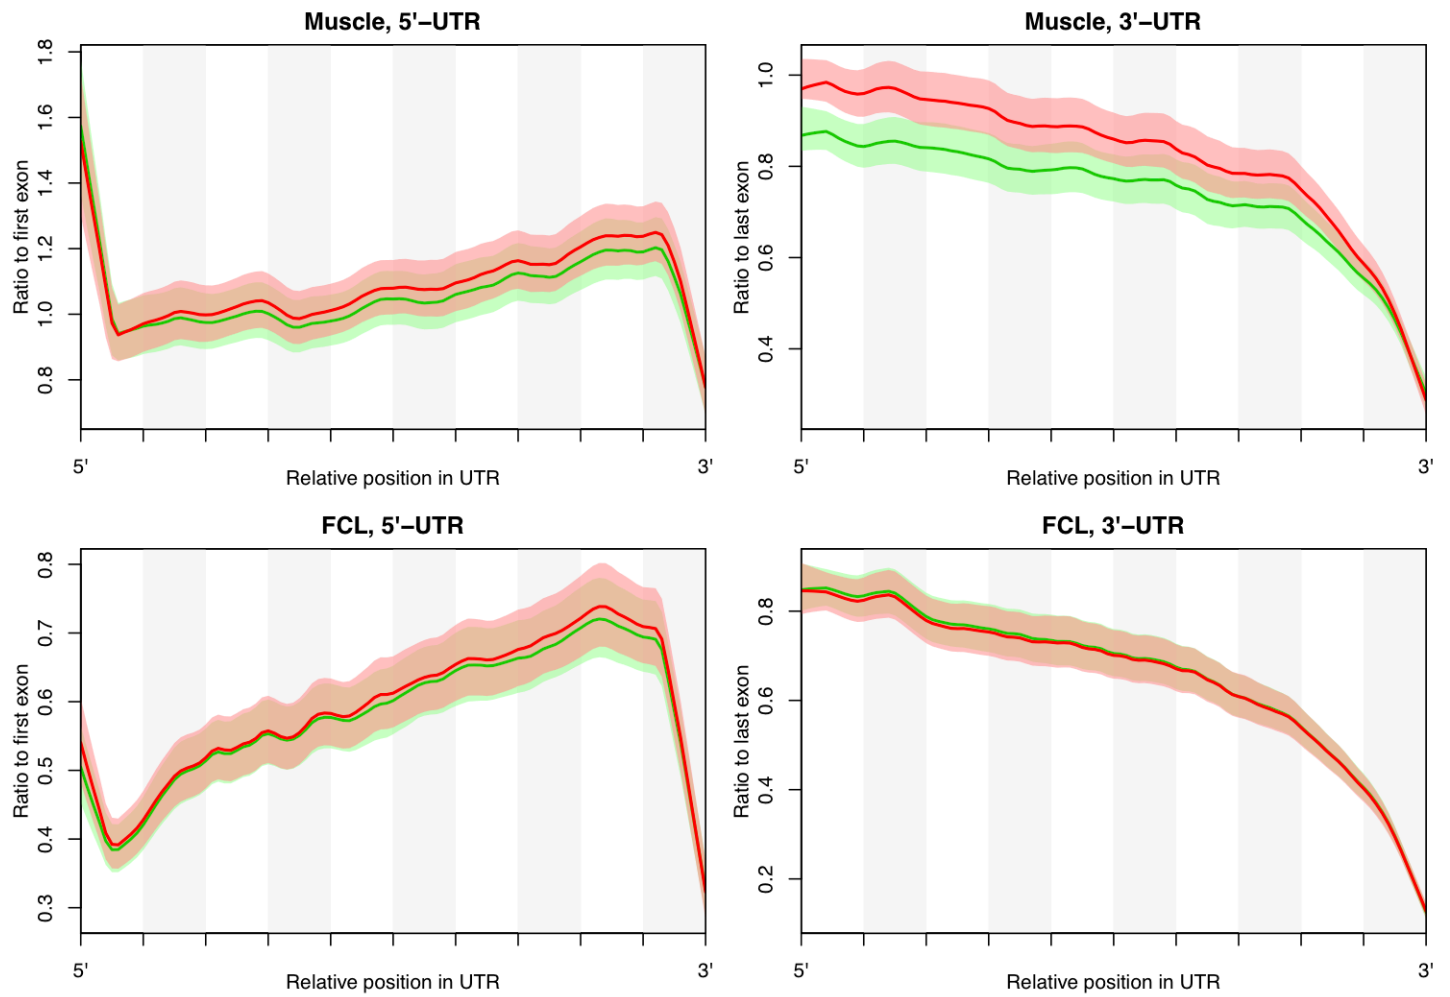 Muscle, 5'−UTR
Ratio to first exon
1.8
1.6
1.4
1.2
1.0
0.8
5'
3'
Relative position in UTR
Muscle, 3'−UTR
Ratio to last exon
1.0
0.8
0.6
0.4
5'
3'
Relative position in UTR
FCL, 5'−UTR
Ratio to first exon
0.8
0.7
0.6
0.5
0.4
0.3
5'
3'
Relative position in UTR
FCL, 3'−UTR
Ratio to last exon
0.8
0.6
0.4
0.2
5'
3'
Relative position in UTR